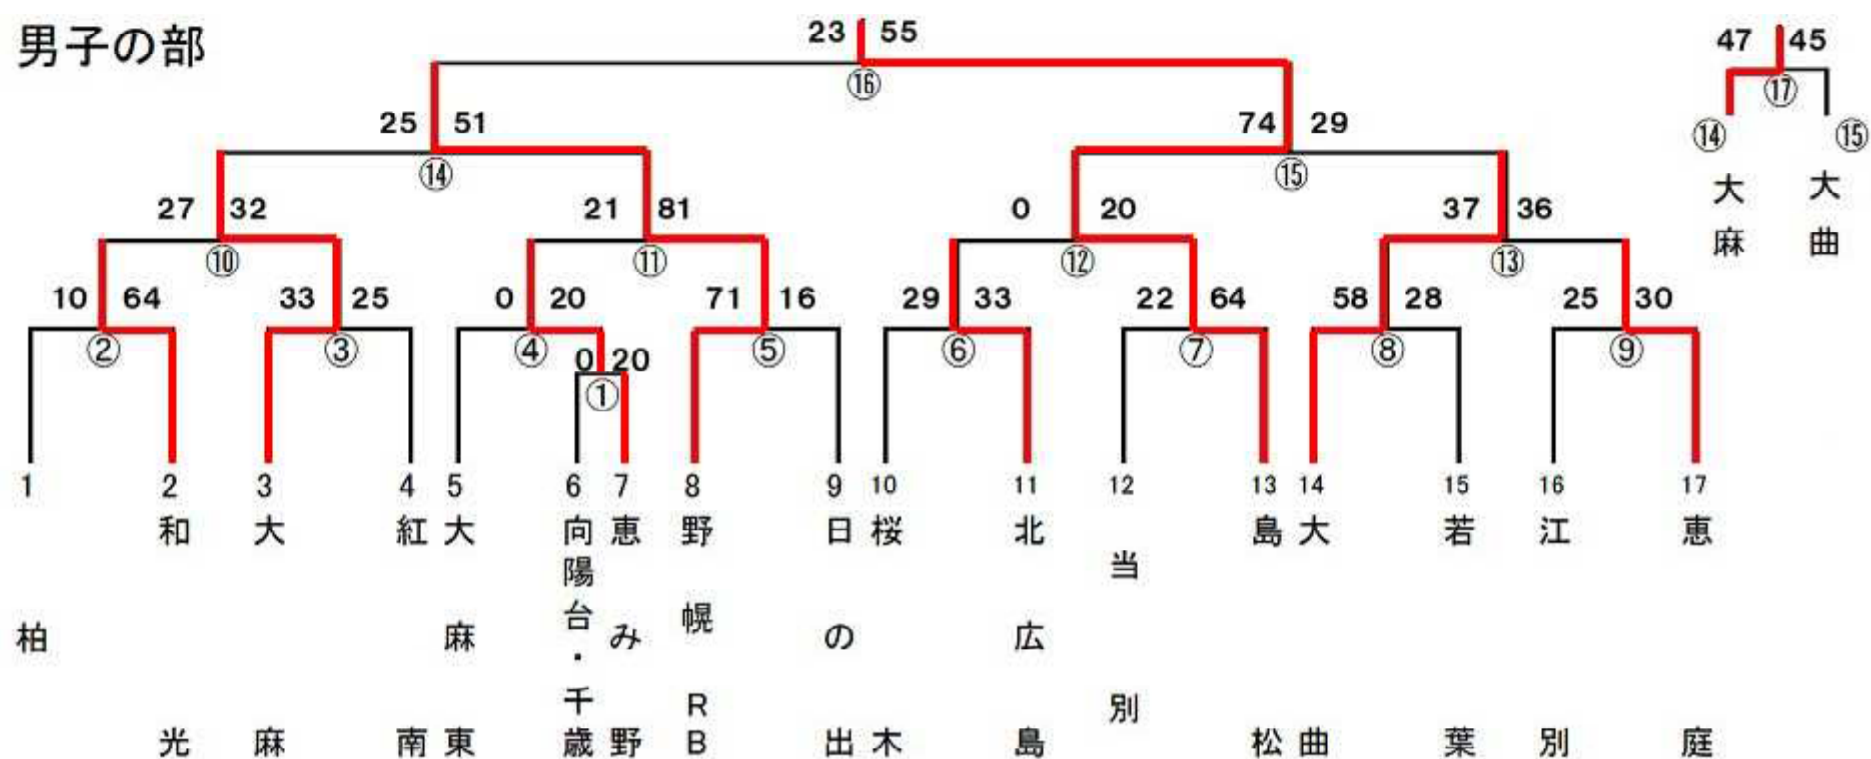 男子の部
23 55
⑯
47 45
⑰
⑭ ⑮
大麻 大曲
25 51
⑭
74 29
⑮
27 32
⑩
21 81
⑪
0 20
⑫
37 36
⑬
10 64
②
33 25
③
0 20
④
71 16
⑤
29 33
⑥
22 64
⑦
58 28
⑧
25 30
⑨
0 20
①
1 2 3 4 5 6 7 8 9 10 11 12 13 14 15 16 17
柏
和光
大麻
紅南
大麻東
向陽台・千歳
恵み野
野幌RB
日の出
桜木
北広島
当別
島松
大曲
若葉
江別
恵庭